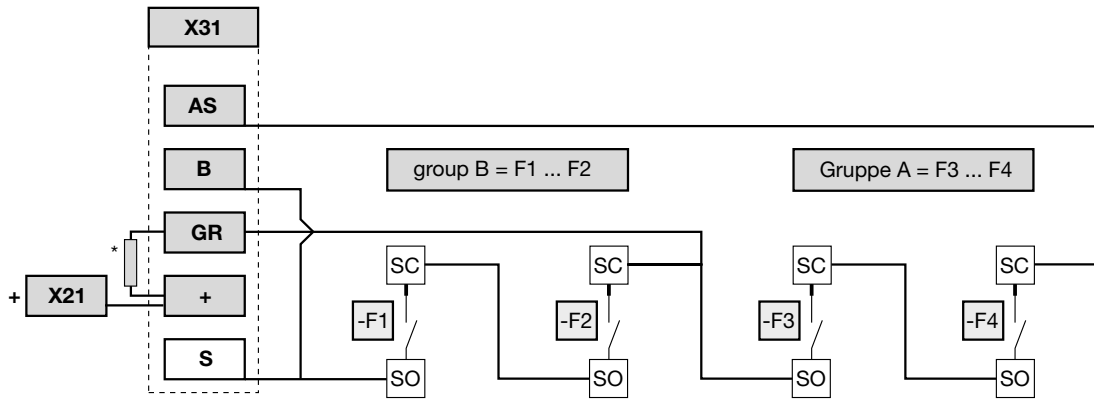 X31
AS
B
group B = F1 ... F2
Gruppe A = F3 ... F4
GR
*
SC
SC
SC
SC
+ X21
+
-F1
-F2
-F3
-F4
S
SO
SO
SO
SO